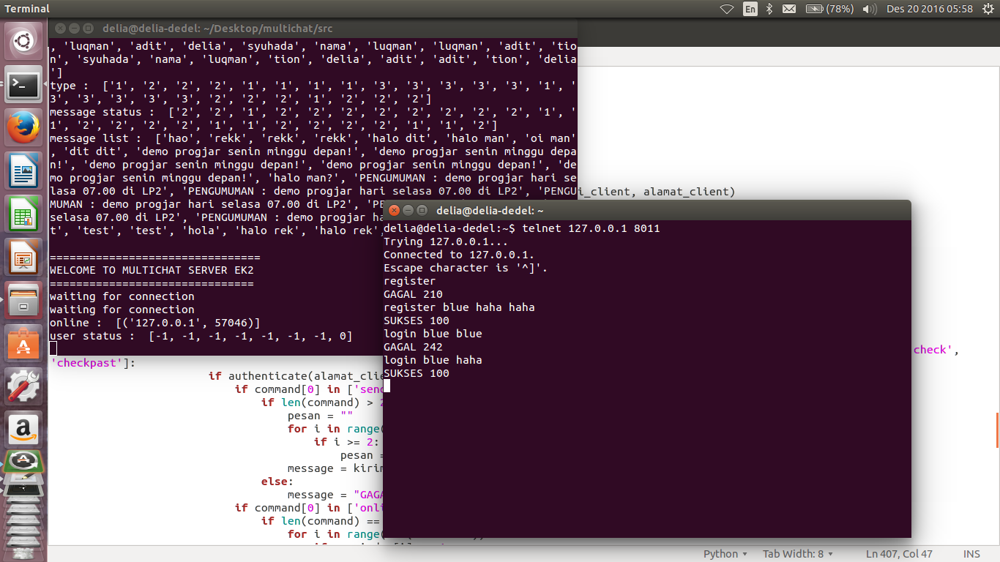 Terminal
En
(78%)
Des 20 2016 05:58
delia@delia-dedel: ~/Desktop/multichat/src
, 'luqman', 'adit', 'delia', 'syuhada', 'nama', 'luqman', 'luqman', 'adit', 'tio
n', 'syuhada', 'nama', 'luqman', 'tion', 'delia', 'adit', 'adit', 'tion', 'delia
']
type :  ['1', '2', '2', '2', '1', '1', '1', '1', '3', '3', '3', '3', '3', '1', '
3', '3', '3', '3', '3', '2', '2', '2', '1', '2', '2', '2']
message status :  ['2', '2', '1', '2', '2', '2', '2', '2', '2', '2', '2', '1', '
1', '2', '2', '2', '2', '1', '1', '2', '2', '2', '2', '1', '1', '2']
message list :  ['hao', 'rekk', 'rekk', 'rekk', 'halo dit', 'halo man', 'oi man'
, 'dit dit', 'demo progjar senin minggu depan!', 'demo progjar senin minggu depa
n!', 'demo progjar senin minggu depan!', 'demo progjar senin minggu depan!', 'de
mo progjar senin minggu depan!', 'halo man?', 'PENGUMUMAN : demo progjar hari se
lasa 07.00 di LP2', 'PENGUMUMAN : demo progjar hari selasa 07.00 di LP2', 'PENGU
MUMAN : demo progjar hari selasa 07.00 di LP2', 'PE
selasa 07.00 di LP2', 'PENGUMUMAN : demo progjar ha
t', 'test', 'test', 'hola', 'halo rek', 'halo rek',
================================
WELCOME TO MULTICHAT SERVER EK2
===============================
waiting for connection
waiting for connection
online :  [('127.0.0.1', 57046)]
user status :  [-1, -1, -1, -1, -1, -1, -1, 0]
i_client, alamat_client)
delia@delia-dedel: ~
delia@delia-dedel:~$ telnet 127.0.0.1 8011
Trying 127.0.0.1...
Connected to 127.0.0.1.
Escape character is '^]'.
register
GAGAL 210
register blue haha haha
SUKSES 100
login blue blue
GAGAL 242
login blue haha
SUKSES 100
check',
'checkpast']:
if authenticate(alamat_clie
if command[0] in ['send
if len(command) > 2
pesan = ""
for i in range(
if i >= 2:
pesan =
message = kirim
else:
message = "GAGA
if command[0] in ['onli
if len(command) ==
for i in range(
Python
Tab Width: 8
Ln 407, Col 47
INS